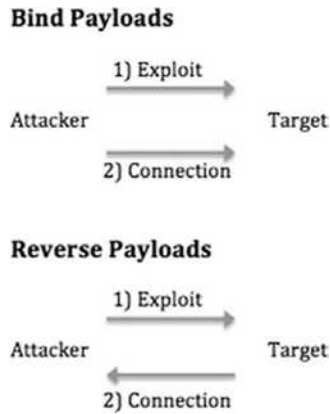 Bind Payloads
1) Exploit
Attacker Target
2) Connection
Reverse Payloads
1) Exploit
Attacker Target
2) Connection